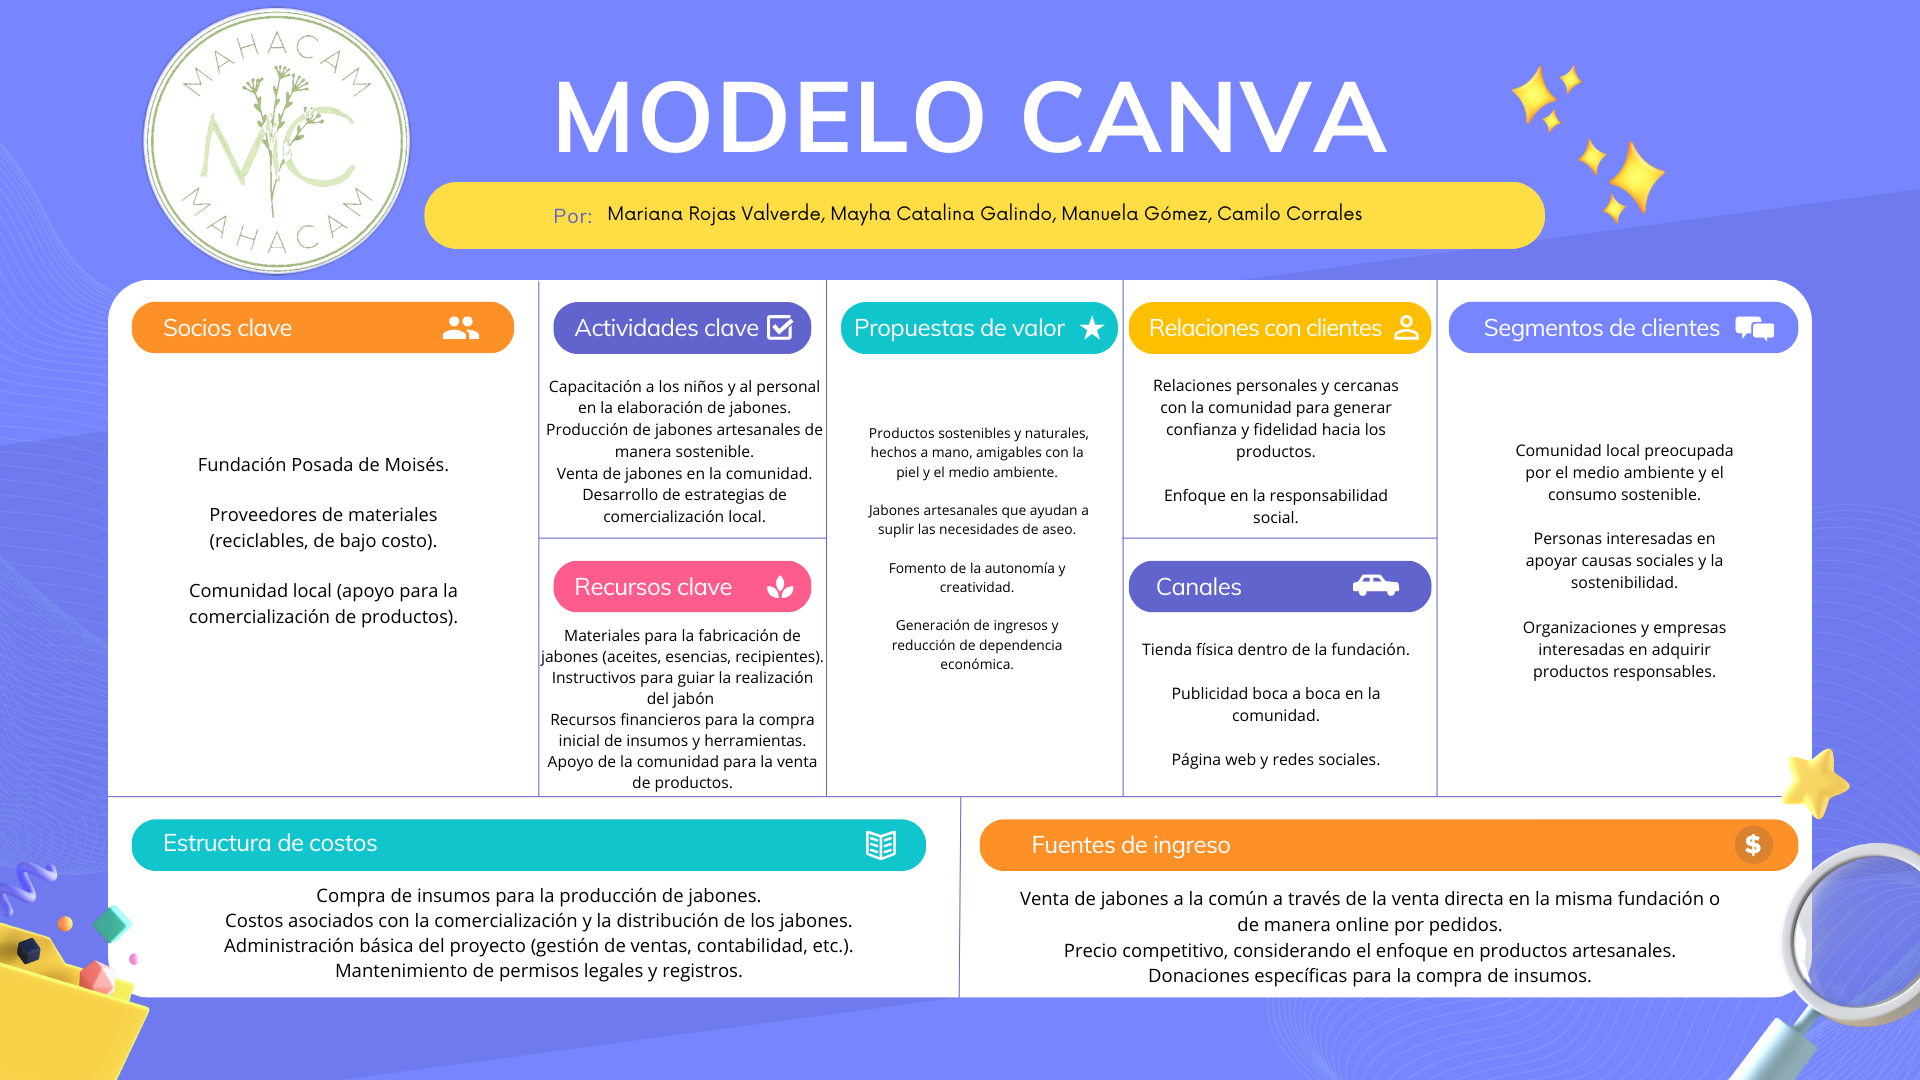 MAHACAM
MC
MAHACAM
MODELO CANVA
Por: Mariana Rojas Valverde, Mayha Catalina Galindo, Manuela Gómez, Camilo Corrales
Socios clave
Fundación Posada de Moisés.
Proveedores de materiales
(reciclables, de bajo costo).
Comunidad local (apoyo para la
comercialización de productos).
Actividades clave
Capacitación a los niños y al personal
en la elaboración de jabones.
Producción de jabones artesanales de
manera sostenible.
Venta de jabones en la comunidad.
Desarrollo de estrategias de
comercialización local.
Recursos clave
Materiales para la fabricación de
jabones (aceites, esencias, recipientes).
Instructivos para guiar la realización
del jabón
Recursos financieros para la compra
inicial de insumos y herramientas.
Apoyo de la comunidad para la venta
de productos.
Propuestas de valor
Productos sostenibles y naturales,
hechos a mano, amigables con la
piel y el medio ambiente.
Jabones artesanales que ayudan a
suplir las necesidades de aseo.
Fomento de la autonomía y
creatividad.
Generación de ingresos y
reducción de dependencia
económica.
Relaciones con clientes
Relaciones personales y cercanas
con la comunidad para generar
confianza y fidelidad hacia los
productos.
Enfoque en la responsabilidad
social.
Canales
Tienda física dentro de la fundación.
Publicidad boca a boca en la
comunidad.
Página web y redes sociales.
Segmentos de clientes
Comunidad local preocupada
por el medio ambiente y el
consumo sostenible.
Personas interesadas en
apoyar causas sociales y la
sostenibilidad.
Organizaciones y empresas
interesadas en adquirir
productos responsables.
Estructura de costos
Compra de insumos para la producción de jabones.
Costos asociados con la comercialización y la distribución de los jabones.
Administración básica del proyecto (gestión de ventas, contabilidad, etc.).
Mantenimiento de permisos legales y registros.
Fuentes de ingreso
$
Venta de jabones a la común a través de la venta directa en la misma fundación o
de manera online por pedidos.
Precio competitivo, considerando el enfoque en productos artesanales.
Donaciones específicas para la compra de insumos.